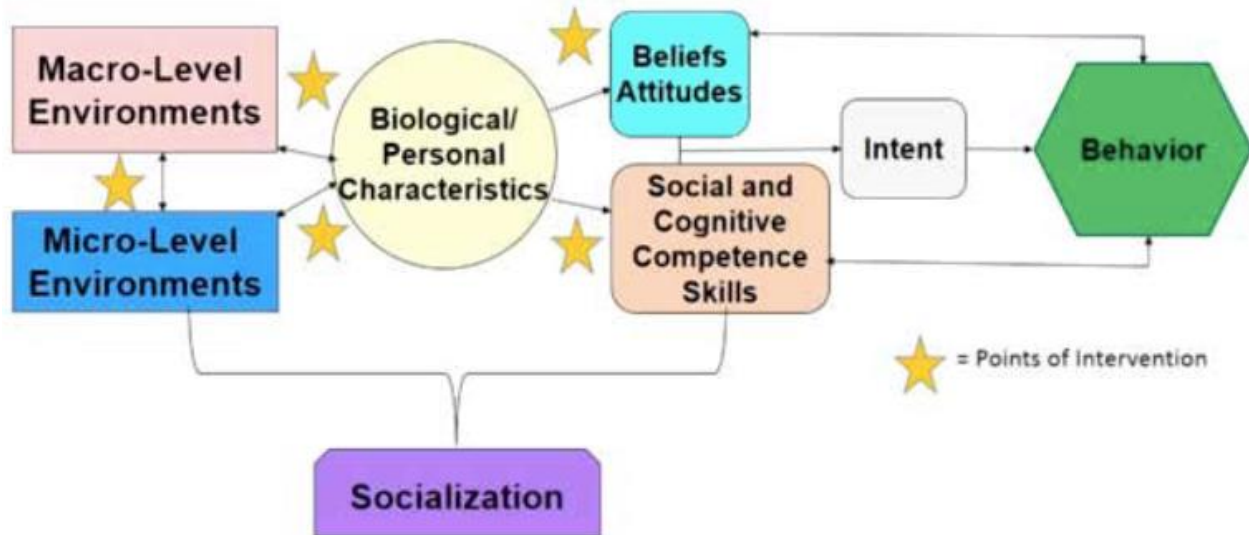 Macro-Level
Environments
Micro-Level
Environments
Biological/
Personal
Characteristics
Beliefs
Attitudes
Social and
Cognitive
Competence
Skills
Intent
Behavior
= Points of Intervention
Socialization